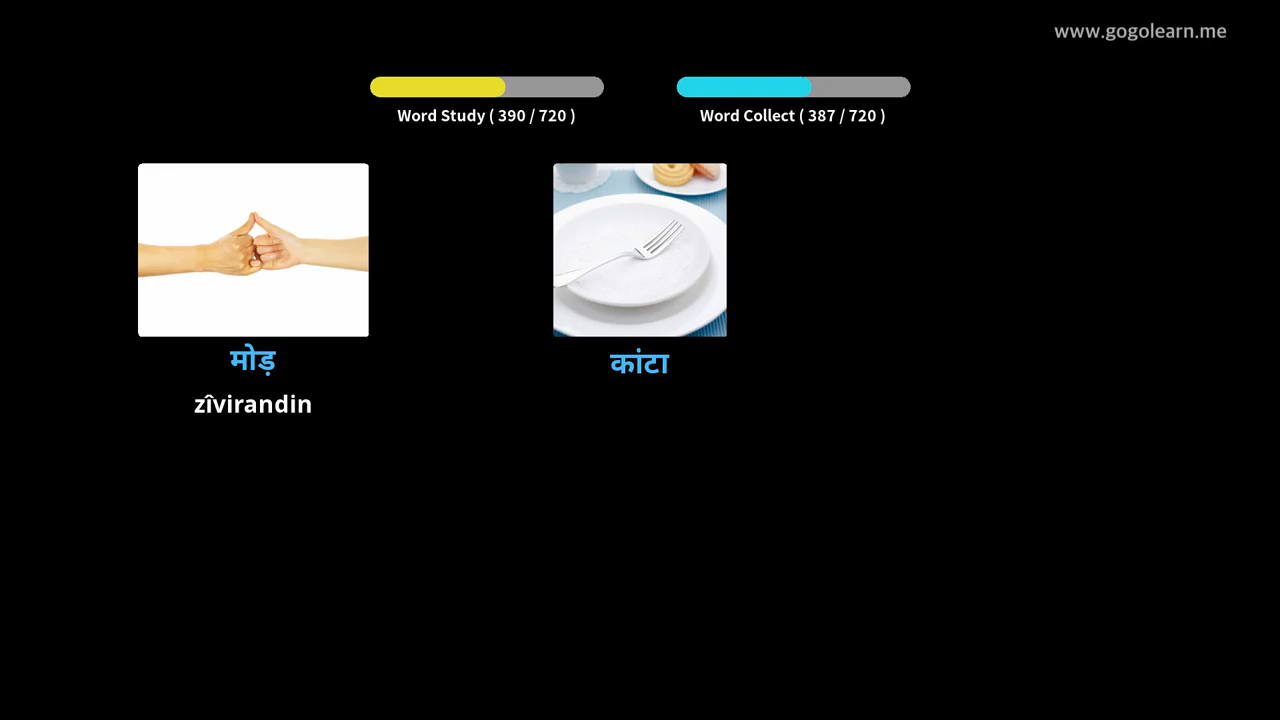 www.gogolearn.me
Word Study ( 390 / 720 )
Word Collect ( 387 / 720 )
मोड़
कांटा
zîvirandin